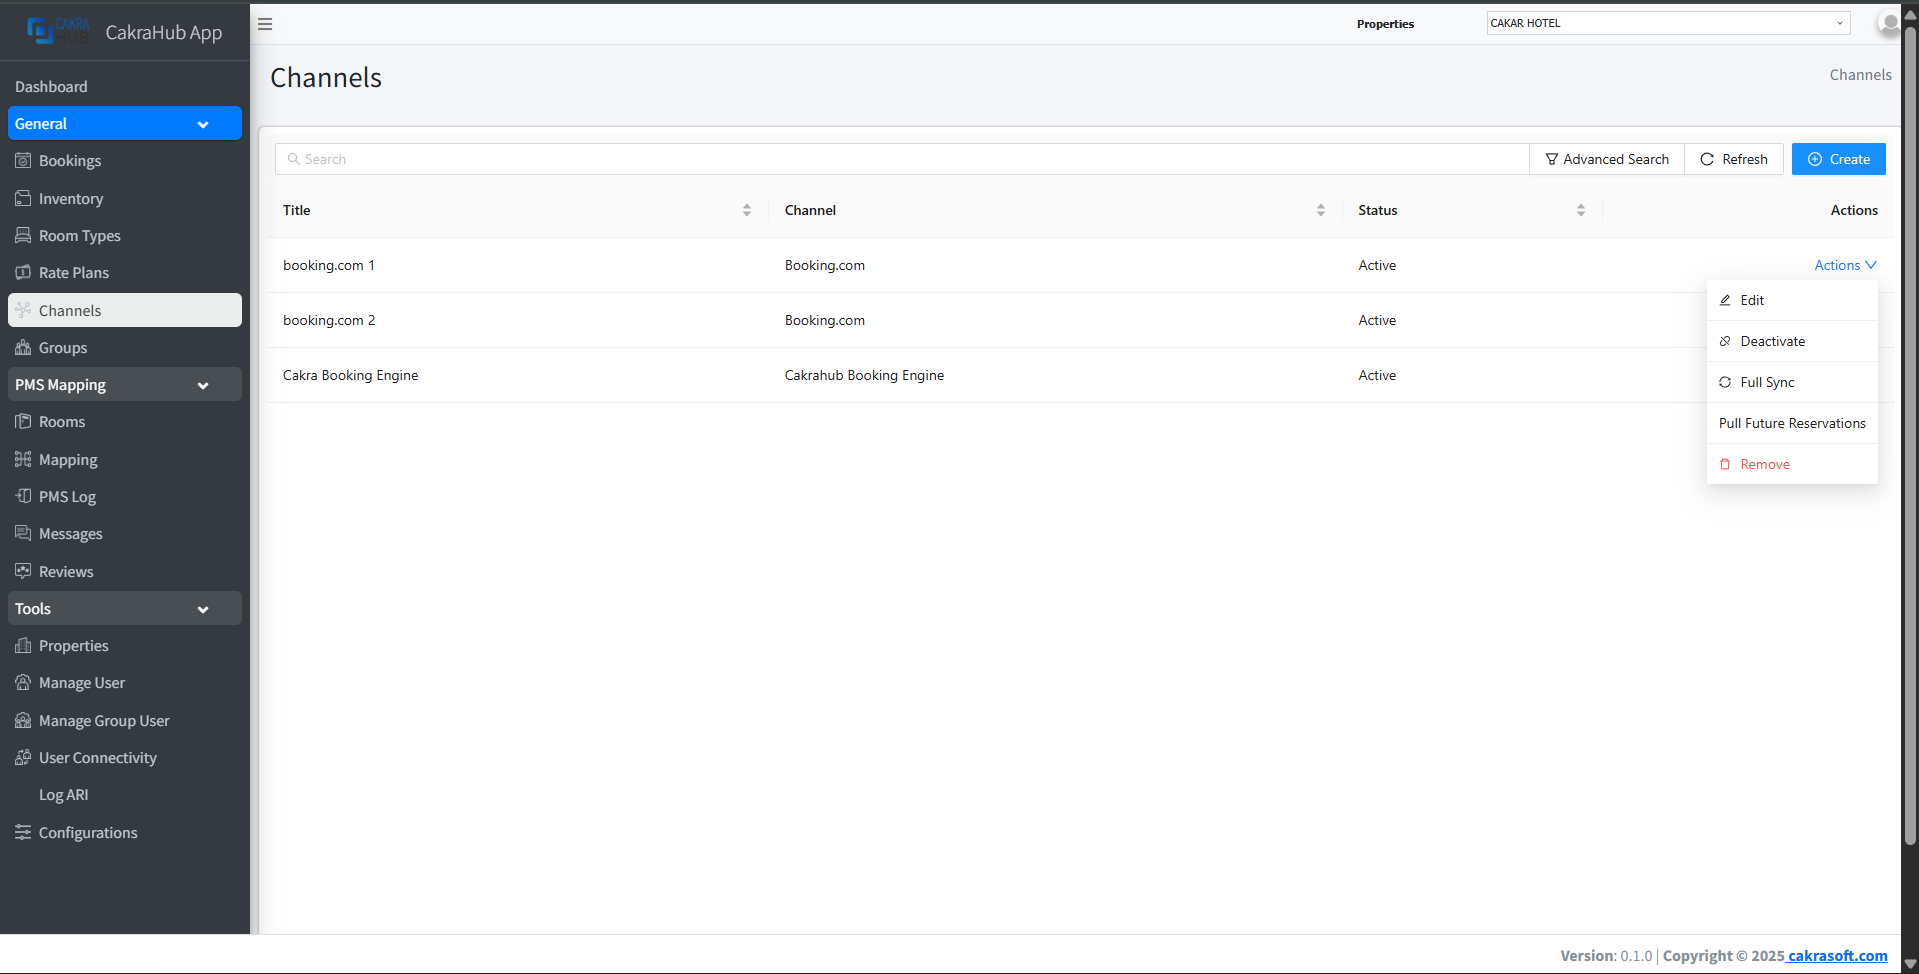 CAKRA
HUB
CakraHub App
Properties
CAKAR HOTEL
Dashboard
General
Bookings
Inventory
Room Types
Rate Plans
Channels
Groups
PMS Mapping
Rooms
Mapping
PMS Log
Messages
Reviews
Tools
Properties
Manage User
Manage Group User
User Connectivity
Log ARI
Configurations
Channels
Channels
Search
Advanced Search
Refresh
Create
Title Channel Status Actions
booking.com 1 Booking.com Active Actions
booking.com 2 Booking.com Active
Cakra Booking Engine Cakrahub Booking Engine Active
Edit
Deactivate
Full Sync
Pull Future Reservations
Remove
Version: 0.1.0 | Copyright © 2025 cakrasoft.com